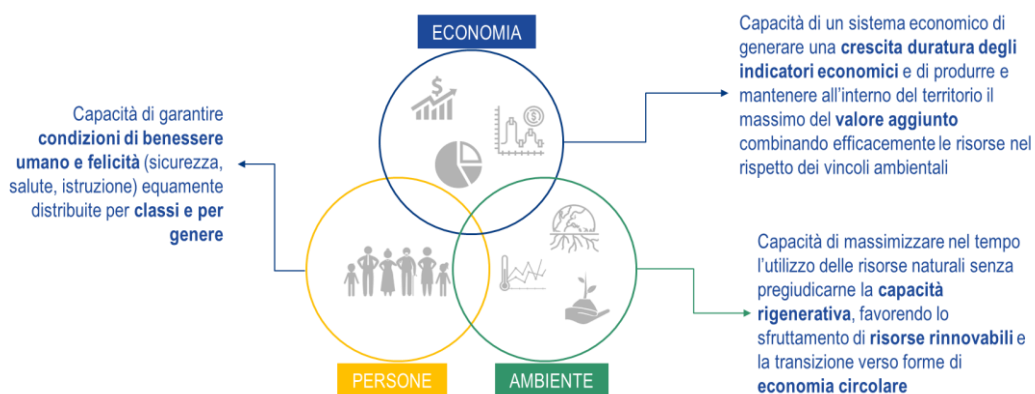 ECONOMIA
Capacità di un sistema economico di
generare una crescita duratura degli
indicatori economici e di produrre e
mantenere all'interno del territorio il
massimo del valore aggiunto
combinando efficacemente le risorse nel
rispetto dei vincoli ambientali
Capacità di garantire
condizioni di benessere
umano e felicità (sicurezza,
salute, istruzione) equamente
distribuite per classi e per
genere
Capacità di massimizzare nel tempo
l'utilizzo delle risorse naturali senza
pregiudicarne la capacità
rigenerativa, favorendo lo
sfruttamento di risorse rinnovabili e
la transizione verso forme di
economia circolare
PERSONE
AMBIENTE
$
$